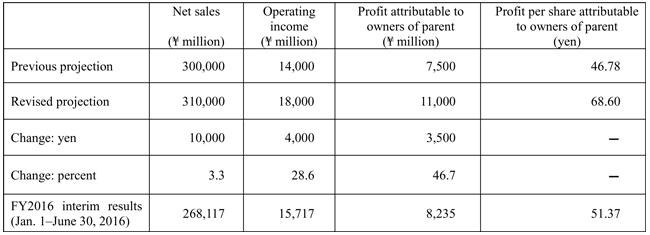 Net sales
(¥ million)
Operating
income
(¥ million)
Profit attributable to
owners of parent
(¥ million)
Profit per share attributable
to owners of parent
(yen)
Previous projection 300,000 14,000 7,500 46.78
Revised projection 310,000 18,000 11,000 68.60
Change: yen 10,000 4,000 3,500 —
Change: percent 3.3 28.6 46.7 —
FY2016 interim results
(Jan. 1–June 30, 2016) 268,117 15,717 8,235 51.37